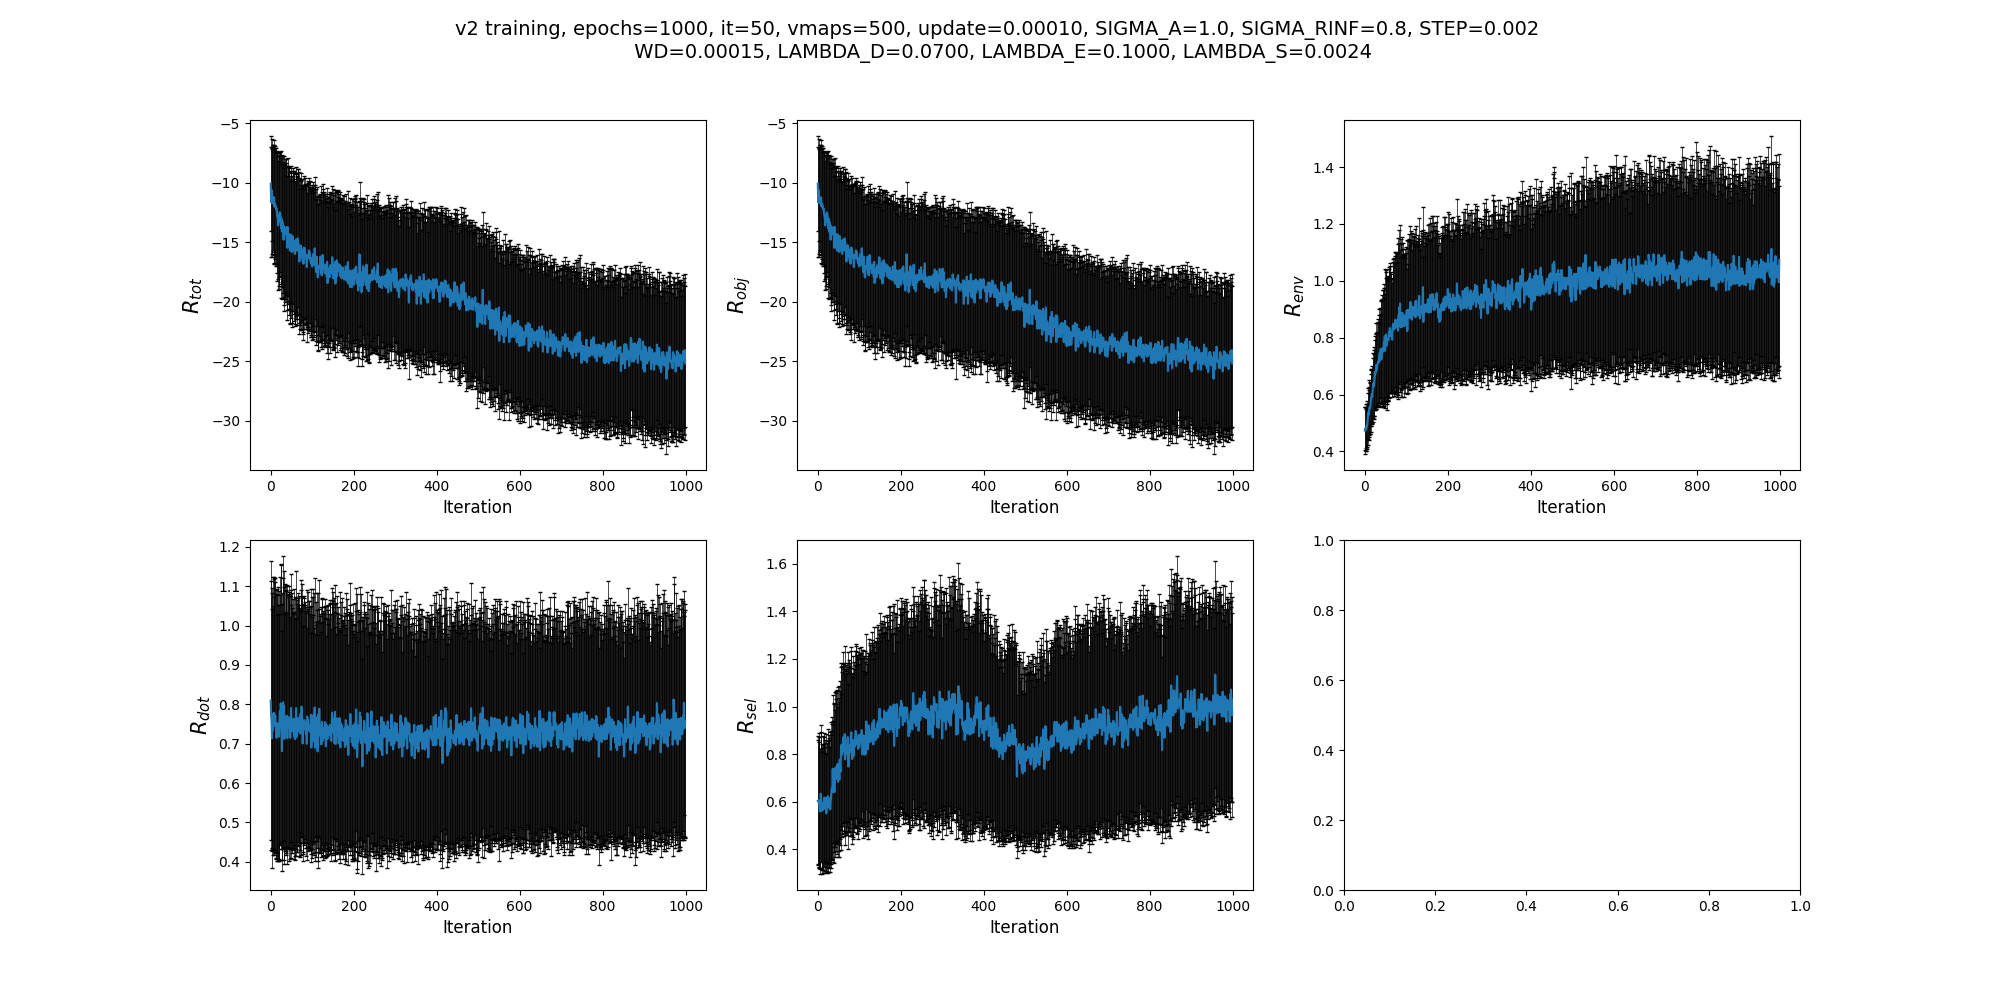 v2 training, epochs=1000, it=50, vmaps=500, update=0.00010, SIGMA_A=1.0, SIGMA_RINF=0.8, STEP=0.002
WD=0.00015, LAMBDA_D=0.0700, LAMBDA_E=0.1000, LAMBDA_S=0.0024
R_tot
−5
−10
−15
−20
−25
−30
0 200 400 600 800 1000
Iteration
R_obj
−5
−10
−15
−20
−25
−30
0 200 400 600 800 1000
Iteration
R_env
1.4
1.2
1.0
0.8
0.6
0.4
0 200 400 600 800 1000
Iteration
R_dot
1.2
1.1
1.0
0.9
0.8
0.7
0.6
0.5
0.4
0 200 400 600 800 1000
Iteration
R_sel
1.6
1.4
1.2
1.0
0.8
0.6
0.4
0 200 400 600 800 1000
Iteration
1.0
0.8
0.6
0.4
0.2
0.0
0.0 0.2 0.4 0.6 0.8 1.0